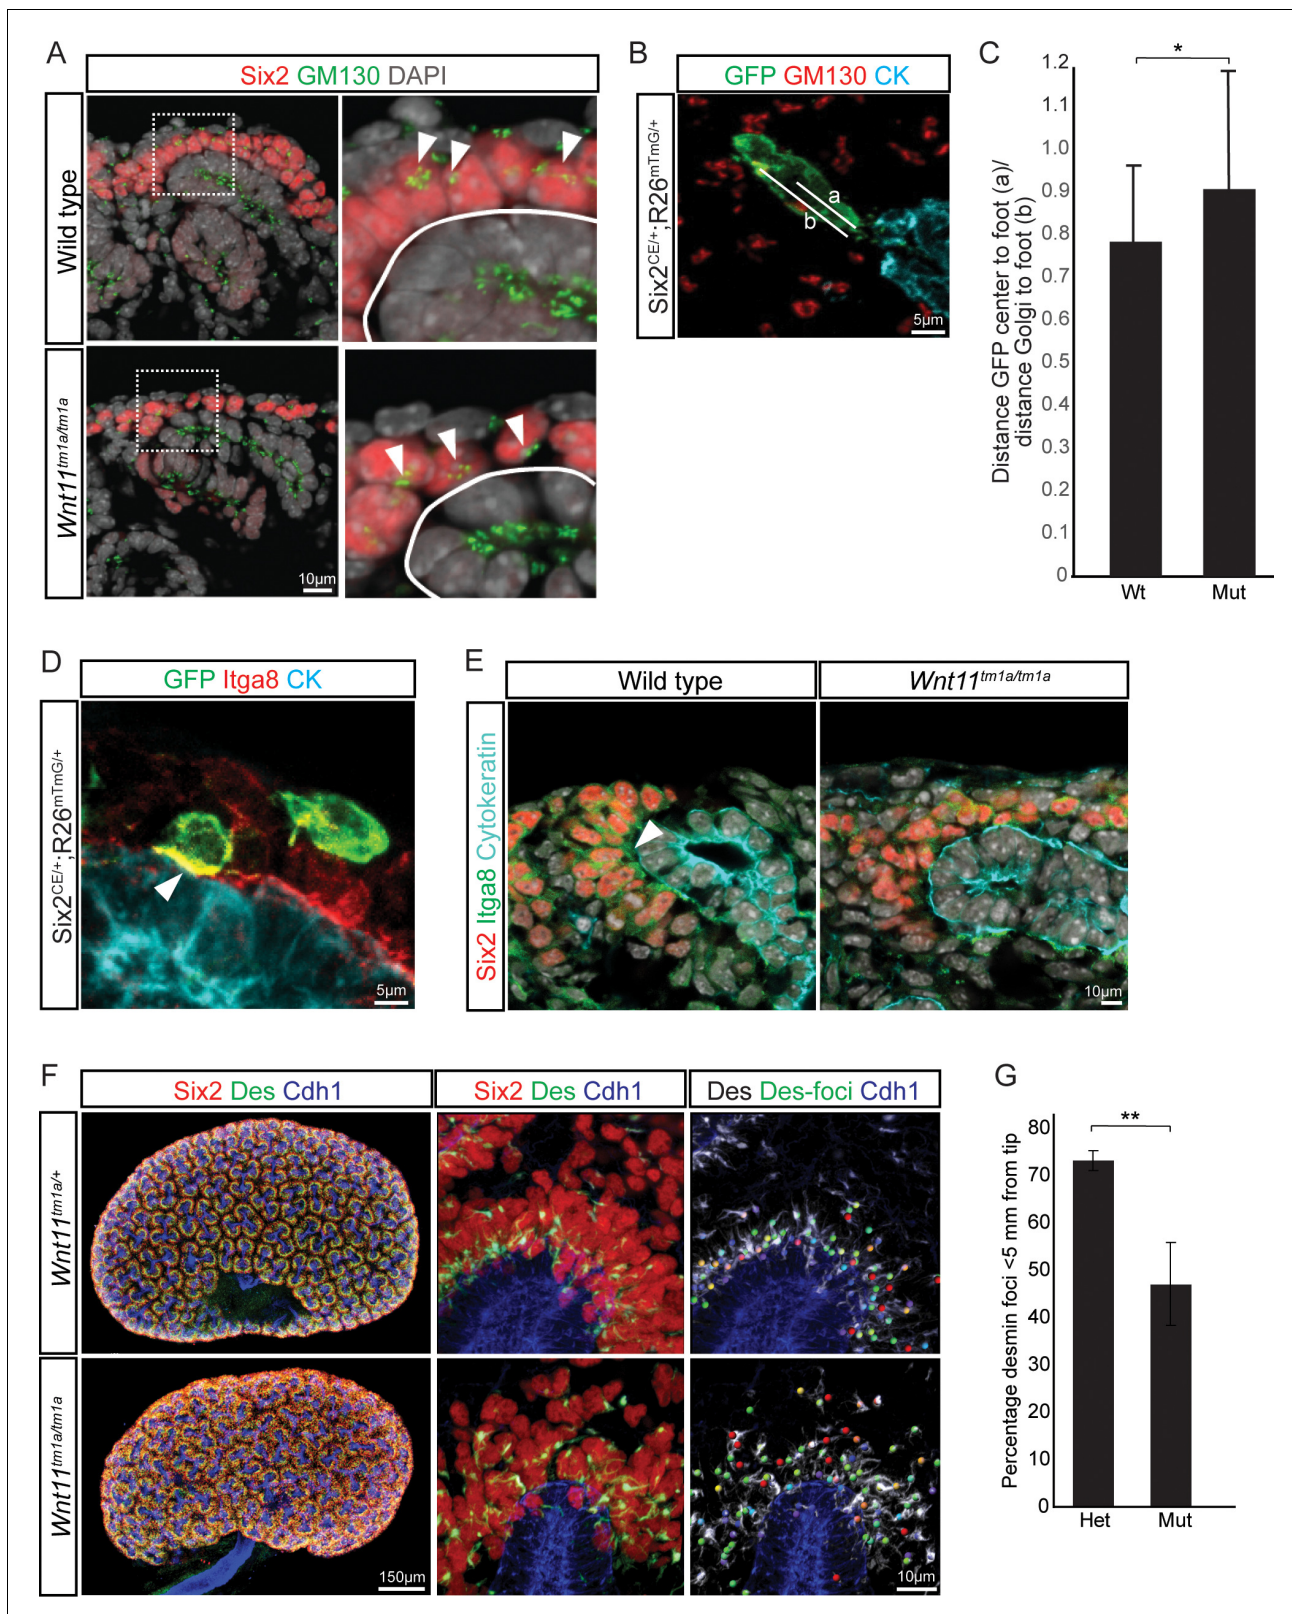 A
Six2 GM130 DAPI
Wild type
Wnt11tm1a/tm1a
10µm
B
GFP GM130 CK
Six2CE/+;R26mTmG/+
a
b
5µm
C
*
Distance GFP center to foot (a)/
distance Golgi to foot (b)
1.2
1.1
1.0
0.9
0.8
0.7
0.6
0.5
0.4
0.3
0.2
0.1
0
Wt
Mut
D
GFP Itga8 CK
Six2CE/+;R26mTmG/+
5µm
E
Wild type
Wnt11tm1a/tm1a
Six2 Itga8 Cytokeratin
10µm
F
Six2 Des Cdh1
Six2 Des Cdh1
Des Des-foci Cdh1
Wnt11tm1a/+
Wnt11tm1a/tm1a
150µm
10µm
G
**
Percentage desmin foci <5 mm from tip
80
70
60
50
40
30
20
10
0
Het
Mut